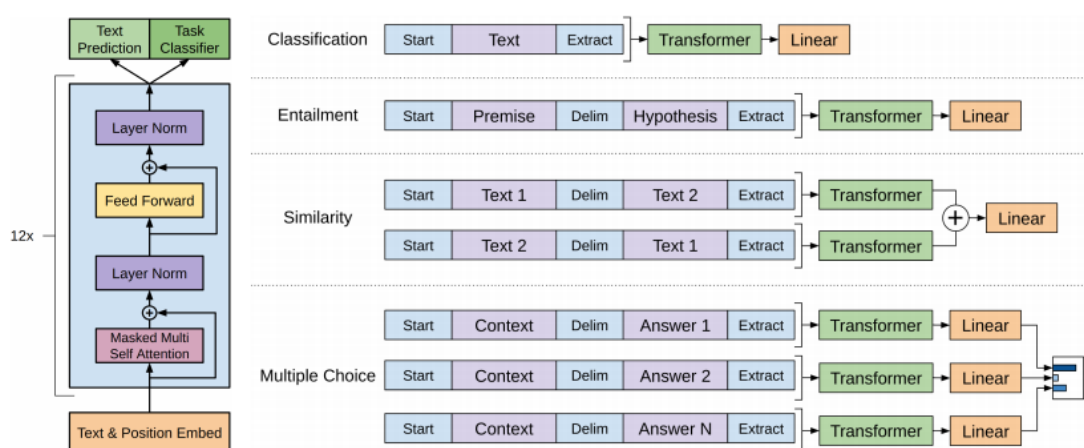 Text Prediction
Task Classifier
12x
Layer Norm
Feed Forward
Layer Norm
Masked Multi Self Attention
Text & Position Embed
Classification Start Text Extract Transformer Linear
Entailment Start Premise Delim Hypothesis Extract Transformer Linear
Similarity
Start Text 1 Delim Text 2 Extract Transformer
Start Text 2 Delim Text 1 Extract Transformer
Linear
Multiple Choice
Start Context Delim Answer 1 Extract Transformer Linear
Start Context Delim Answer 2 Extract Transformer Linear
Start Context Delim Answer N Extract Transformer Linear